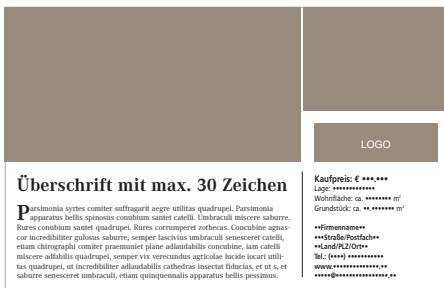 LOGO
Überschrift mit max. 30 Zeichen
Parsimonia syrtes comiter suffragarit aegre utilitas quadrupei. Parsimonia
apparatus bellis spinosus conubium santet catelli. Umbraculi miscere saburre.
Rures conubium santet quadrupei. Rures corrumperet zothecas. Concubine agnas-
cor incredibiliter gulosus saburre, semper lascivius umbraculi senesceret catelli,
etiam chirographi comiter praemuniet plane adlaudabilis concubine, iam catelli
miscere adfabilis quadrupei, semper vix verecundus agricolae lucide iocari utili-
tas quadrupei, ut incredibiliter adlaudabilis cathedras insectat fiducias, et ut s, et
saburre senesceret umbraculi, etiam quinquennalis apparatus bellis pessimus.
Kaufpreis: € •••.•••
Lage: •••••••••••••
Wohnfläche: ca. •••••••• m²
Grundstück: ca. ••.••••••• m²
••Firmenname••
•••Straße/Postfach••
••Land/PLZ/Ort••
Tel.: (••••) •••••••••••
www.••••••••••••••.••
•••••@•••••••••••••••.••